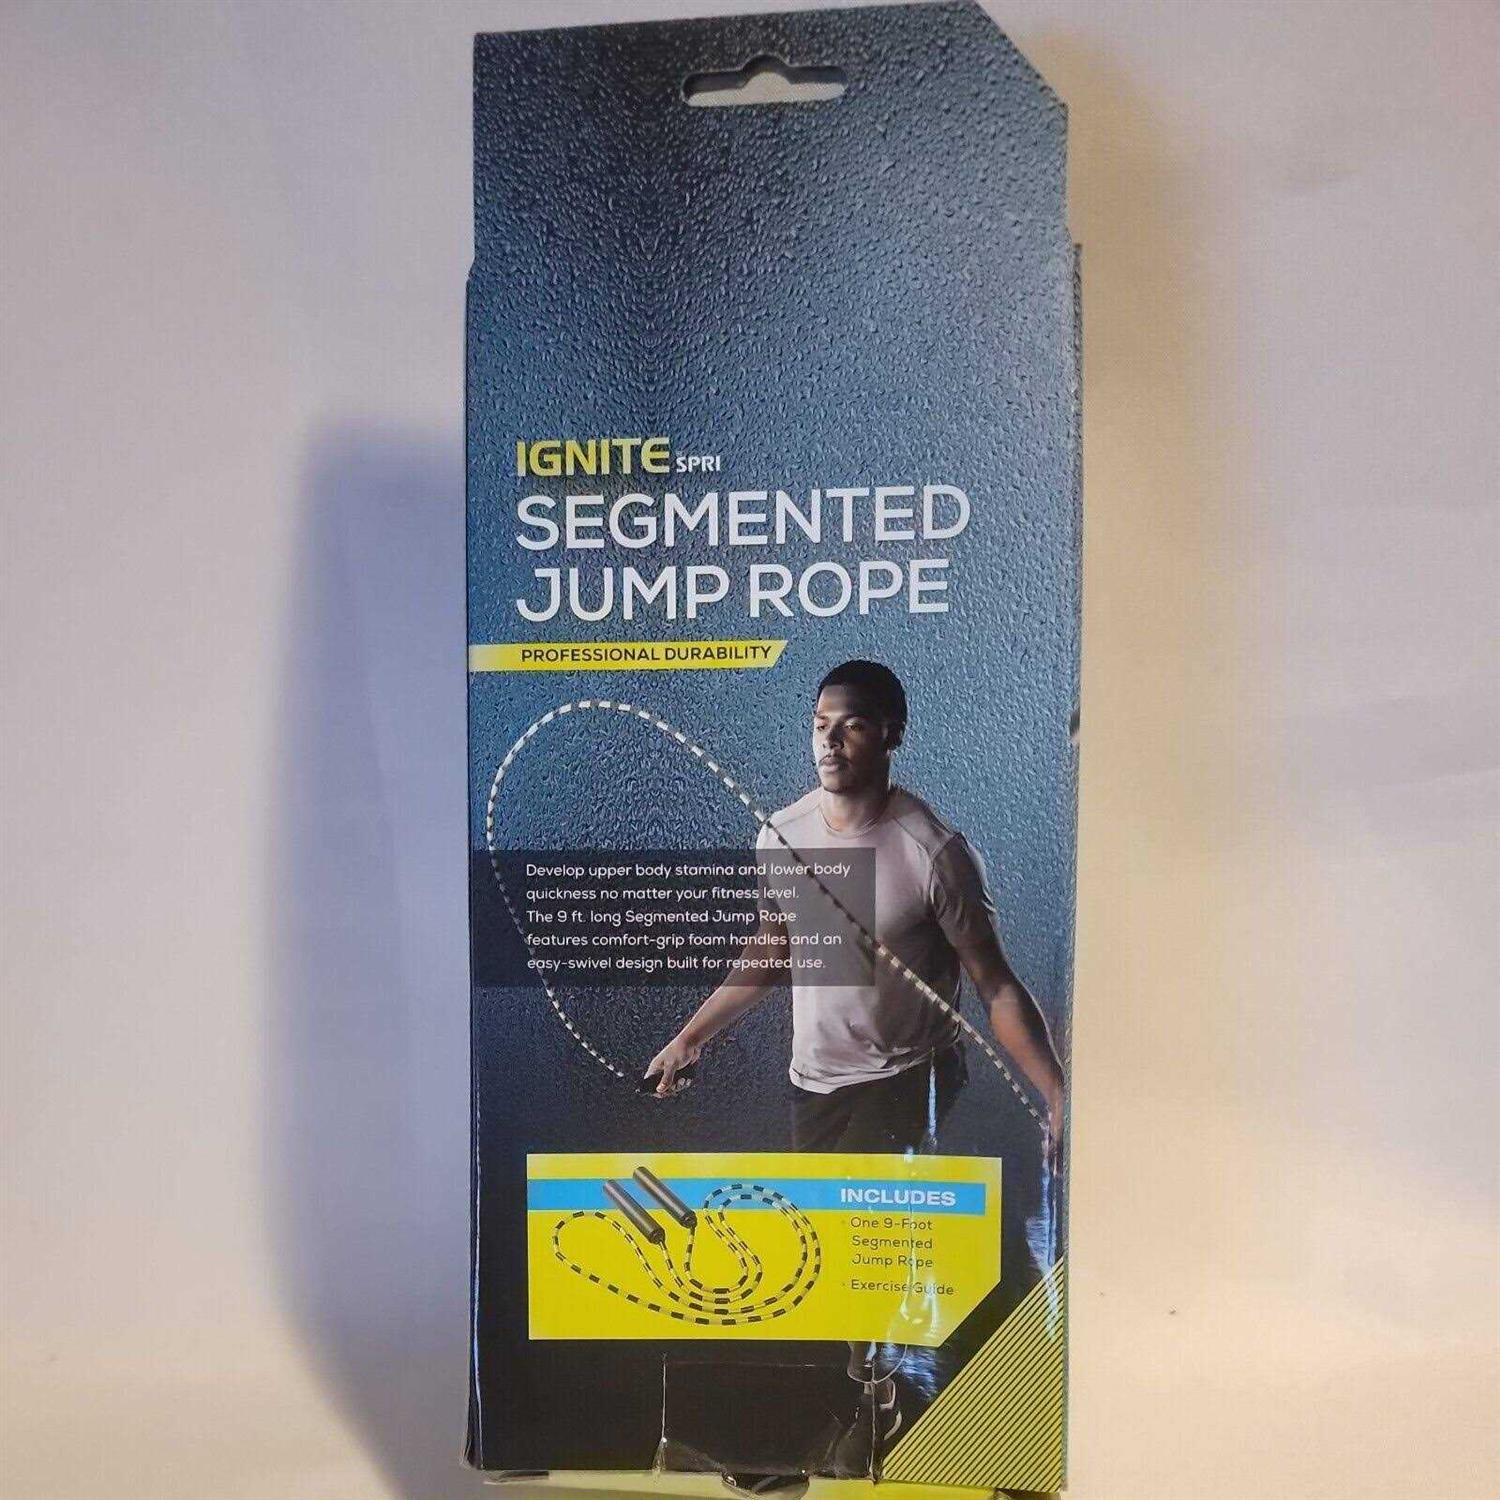 IGNITE SPRI
SEGMENTED
JUMP ROPE
PROFESSIONAL DURABILITY
Develop upper body stamina and lower body
quickness no matter your fitness level.
The 9 ft. long Segmented Jump Rope
features comfort-grip foam handles and an
easy-swivel design built for repeated use.
INCLUDES
• One 9-Foot
Segmented
Jump Rope
• Exercise Guide